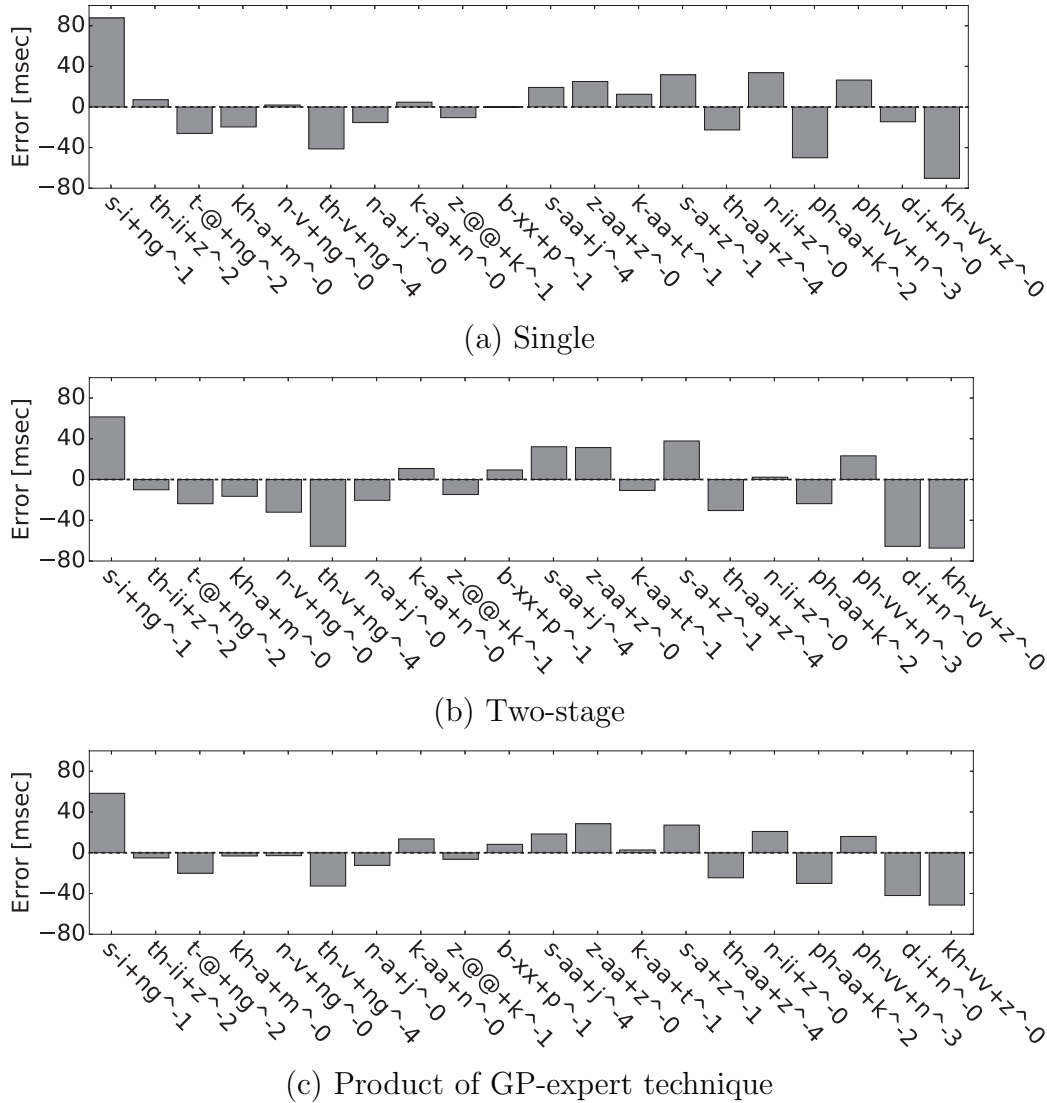 80
40
0
−40
−80
Error [msec]
s-i+ng^-1
th-ii+z^-2
t-@+ng^-2
kh-a+m^-0
n-v+ng^-0
th-v+ng^-4
n-a+j^-0
k-aa+n^-0
z-@@+k^-1
b-xx+p^-1
s-aa+j^-4
z-aa+z^-0
k-aa+t^-1
s-a+z^-1
th-aa+z^-4
n-ii+z^-0
ph-aa+k^-2
ph-vv+n^-3
d-i+n^-0
kh-vv+z^-0
(a) Single
80
40
0
−40
−80
Error [msec]
s-i+ng^-1
th-ii+z^-2
t-@+ng^-2
kh-a+m^-0
n-v+ng^-0
th-v+ng^-4
n-a+j^-0
k-aa+n^-0
z-@@+k^-1
b-xx+p^-1
s-aa+j^-4
z-aa+z^-0
k-aa+t^-1
s-a+z^-1
th-aa+z^-4
n-ii+z^-0
ph-aa+k^-2
ph-vv+n^-3
d-i+n^-0
kh-vv+z^-0
(b) Two-stage
80
40
0
−40
−80
Error [msec]
s-i+ng^-1
th-ii+z^-2
t-@+ng^-2
kh-a+m^-0
n-v+ng^-0
th-v+ng^-4
n-a+j^-0
k-aa+n^-0
z-@@+k^-1
b-xx+p^-1
s-aa+j^-4
z-aa+z^-0
k-aa+t^-1
s-a+z^-1
th-aa+z^-4
n-ii+z^-0
ph-aa+k^-2
ph-vv+n^-3
d-i+n^-0
kh-vv+z^-0
(c) Product of GP-expert technique